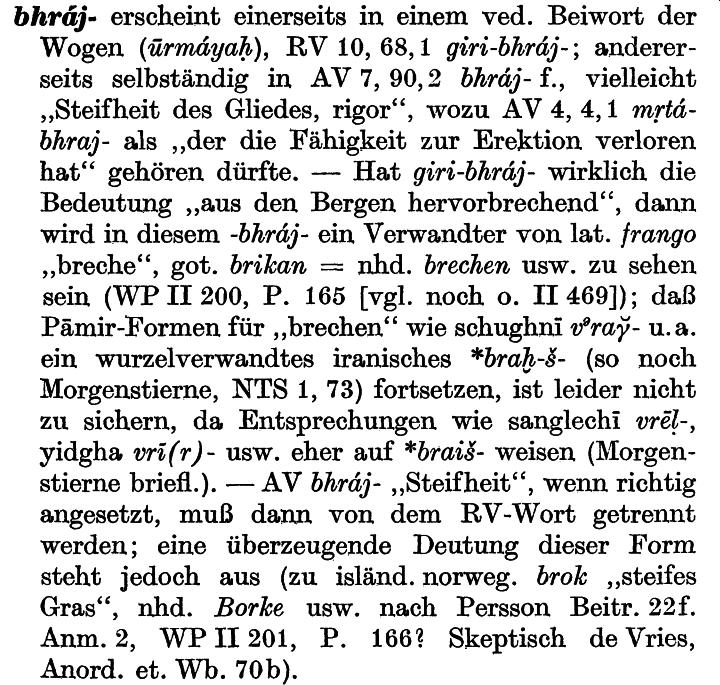 bhráj- erscheint einerseits in einem ved. Beiwort der
Wogen (ūrmáyaḥ), RV 10, 68,1 giri-bhráj-; anderer-
seits selbständig in AV 7, 90,2 bhráj- f., vielleicht
„Steifheit des Gliedes, rigor“, wozu AV 4, 4,1 mṛtá-
bhraj- als „der die Fähigkeit zur Erektion verloren
hat“ gehören dürfte. — Hat giri-bhráj- wirklich die
Bedeutung „aus den Bergen hervorbrechend“, dann
wird in diesem -bhráj- ein Verwandter von lat. frango
„breche“, got. brikan = nhd. brechen usw. zu sehen
sein (WP II 200, P. 165 [vgl. noch o. II 469]); daß
Pāmir-Formen für „brechen“ wie schughnī vᵊraɣ̌- u. a.
ein wurzelverwandtes iranisches *braḫ-š- (so noch
Morgenstierne, NTS 1, 73) fortsetzen, ist leider nicht
zu sichern, da Entsprechungen wie sanglechī vrēḷ-,
yidgha vrī(r)- usw. eher auf *braiš- weisen (Morgen-
stierne briefl.). — AV bhráj- „Steifheit“, wenn richtig
angesetzt, muß dann von dem RV-Wort getrennt
werden; eine überzeugende Deutung dieser Form
steht jedoch aus (zu isländ. norweg. brok „steifes
Gras“, nhd. Borke usw. nach Persson Beitr. 22f.
Anm. 2, WP II 201, P. 166? Skeptisch de Vries,
Anord. et. Wb. 70b).